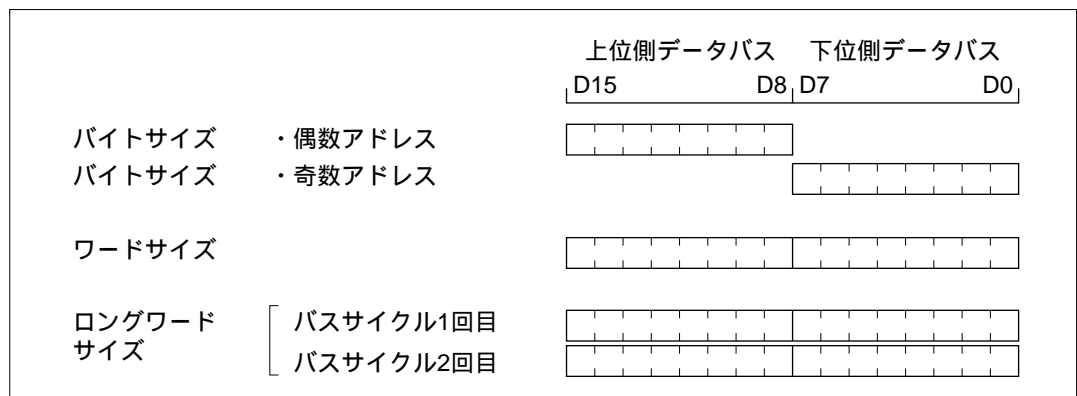 上位側データバス 下位側データバス
D15 D8 D7 D0
バイトサイズ ・偶数アドレス
バイトサイズ ・奇数アドレス
ワードサイズ
ロングワード
サイズ
バスサイクル1回目
バスサイクル2回目